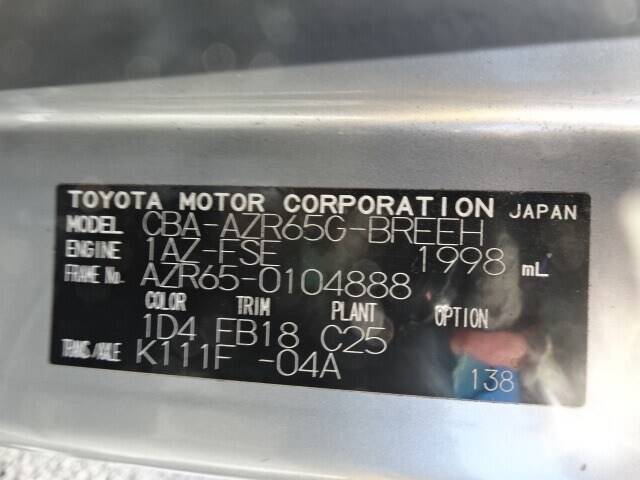 TOYOTA MOTOR CORPORATION JAPAN
MODEL CBA-AZR65G-BREEH
ENGINE 1AZ-FSE 1998 mL
FRAME No. AZR65-0104888
COLOR TRIM PLANT OPTION
1D4 FB18 C25
TRANS/AXLE K111F -04A
138